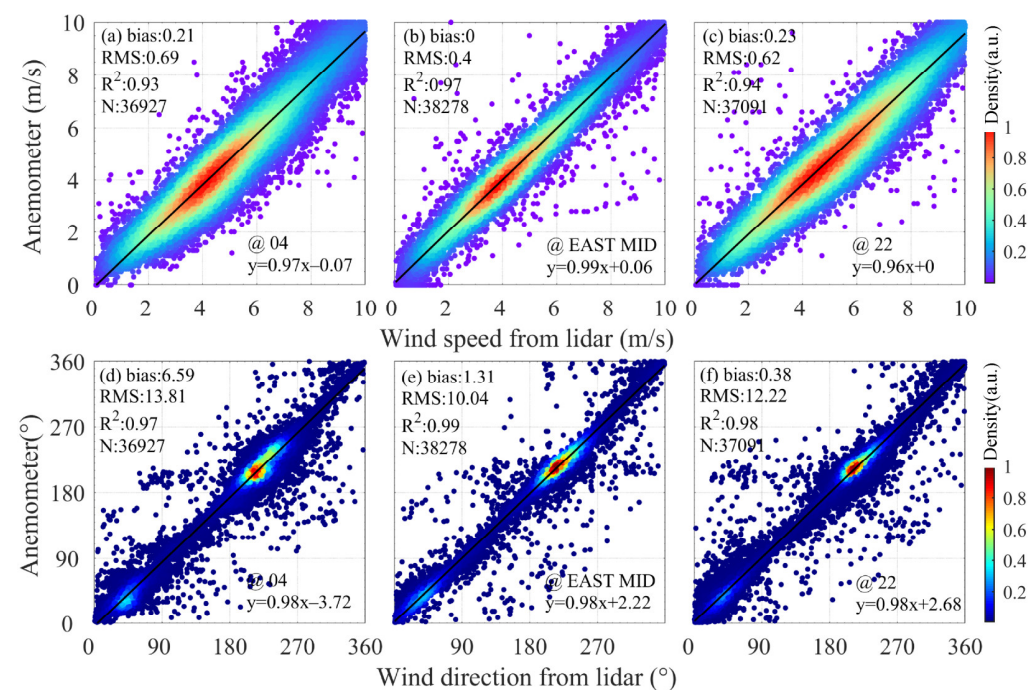 (a) bias:0.21
RMS:0.69
R²:0.93
N:36927
@ 04
y=0.97x–0.07
10
8
6
4
2
0
0 2 4 6 8 10
Anemometer (m/s)
(b) bias:0
RMS:0.4
R²:0.97
N:38278
@ EAST MID
y=0.99x+0.06
0 2 4 6 8 10
(c) bias:0.23
RMS:0.62
R²:0.94
N:37091
@ 22
y=0.96x+0
0 2 4 6 8 10
Density(a.u.)
1
0.8
0.6
0.4
0.2
Wind speed from lidar (m/s)
(d) bias:6.59
RMS:13.81
R²:0.97
N:36927
@ 04
y=0.98x–3.72
360
270
180
90
0
0 90 180 270 360
Anemometer(°)
(e) bias:1.31
RMS:10.04
R²:0.99
N:38278
@ EAST MID
y=0.98x+2.22
90 180 270
(f) bias:0.38
RMS:12.22
R²:0.98
N:37091
@ 22
y=0.98x+2.68
0 90 180 270 360
Density(a.u.)
1
0.8
0.6
0.4
0.2
Wind direction from lidar (°)